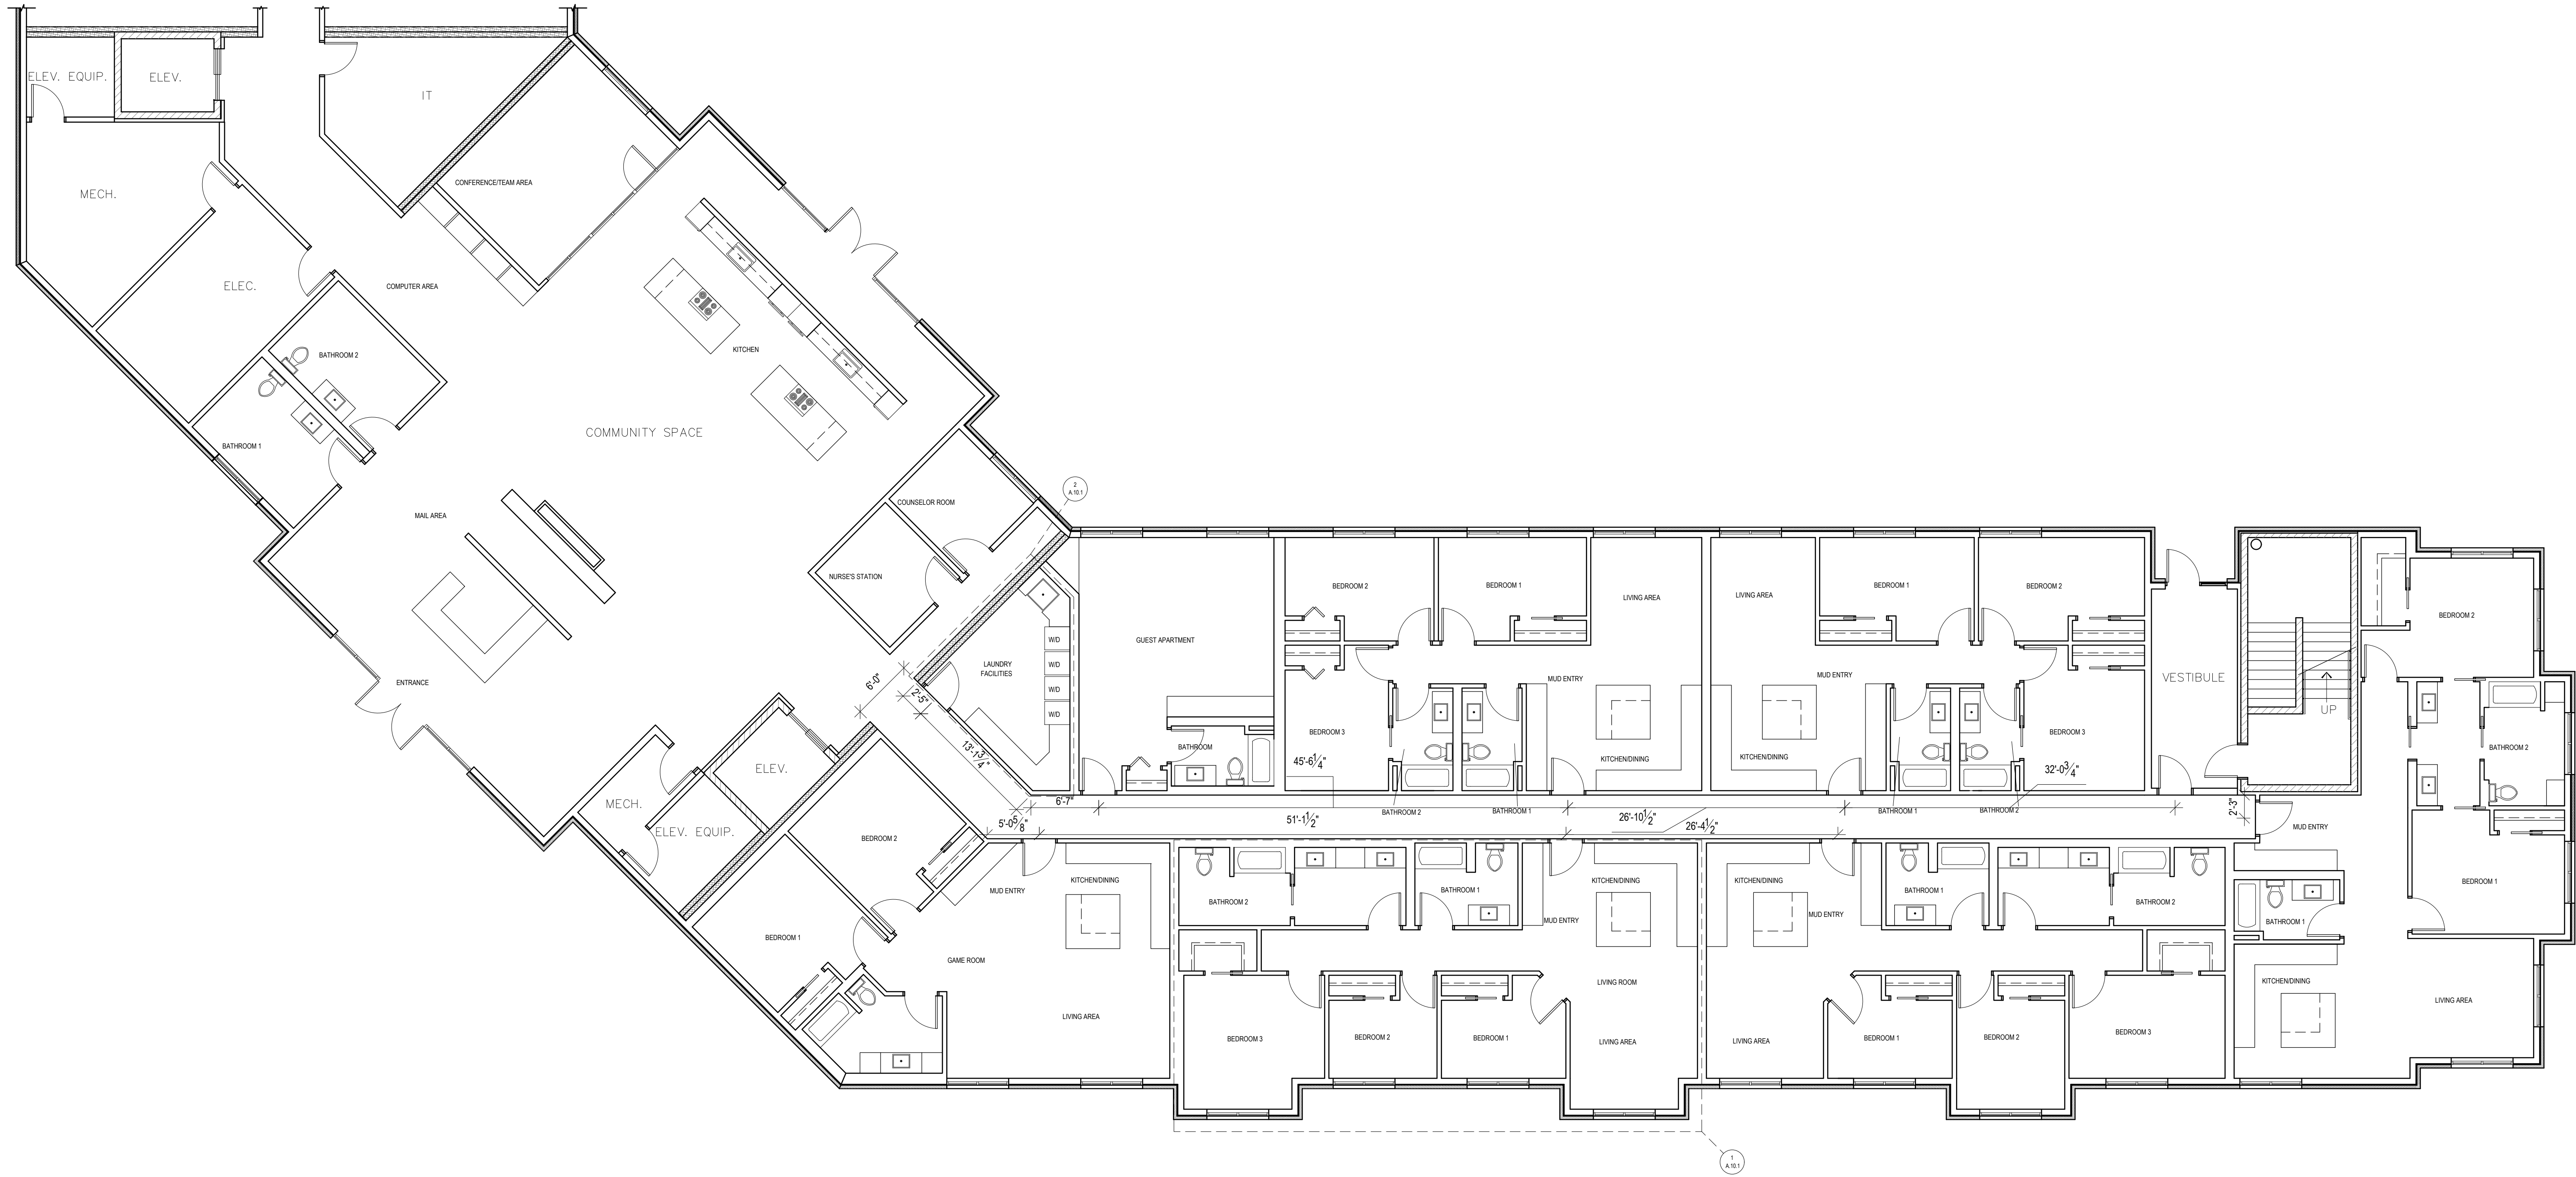 ELEV. EQUIP.
ELEV.
IT
MECH.
CONFERENCE/TEAM AREA
ELEC.
COMPUTER AREA
BATHROOM 2
KITCHEN
BATHROOM 1
COMMUNITY SPACE
MAIL AREA
COUNSELOR ROOM
NURSE'S STATION
ENTRANCE
2
A.10.1
LAUNDRY
FACILITIES
W/D
W/D
W/D
W/D
6'-0"
2'-5"
13'-1 3/4"
6'-7"
5'-0 5/8"
GUEST APARTMENT
BATHROOM
BEDROOM 2
BEDROOM 1
LIVING AREA
MUD ENTRY
BEDROOM 3
KITCHEN/DINING
45'-6 1/4"
BATHROOM 2
BATHROOM 1
LIVING AREA
BEDROOM 1
BEDROOM 2
MUD ENTRY
BEDROOM 3
KITCHEN/DINING
32'-0 3/4"
BATHROOM 1
BATHROOM 2
VESTIBULE
UP
BEDROOM 2
BATHROOM 2
2'-3"
MUD ENTRY
BEDROOM 1
BATHROOM 1
KITCHEN/DINING
LIVING AREA
51'-1 1/2"
26'-10 1/2"
26'-4 1/2"
MECH.
ELEV.
ELEV. EQUIP.
BEDROOM 2
BEDROOM 1
MUD ENTRY
KITCHEN/DINING
GAME ROOM
LIVING AREA
BATHROOM 2
BATHROOM 1
KITCHEN/DINING
MUD ENTRY
LIVING ROOM
BEDROOM 3
BEDROOM 2
BEDROOM 1
LIVING AREA
KITCHEN/DINING
MUD ENTRY
BATHROOM 1
BATHROOM 2
LIVING AREA
BEDROOM 1
BEDROOM 2
BEDROOM 3
1
A.10.1